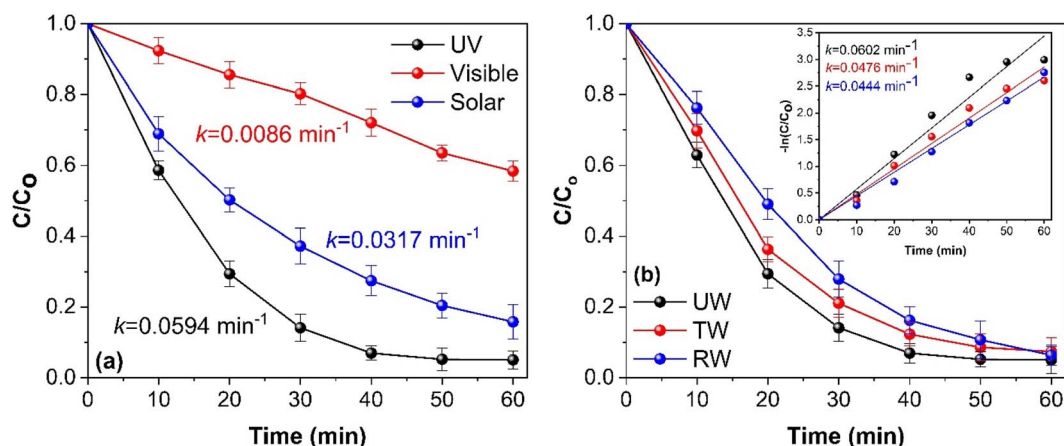 1.0
0.8
0.6
0.4
0.2
0.0
C/C₀
UV
Visible
Solar
k=0.0086 min⁻¹
k=0.0317 min⁻¹
k=0.0594 min⁻¹
(a)
0 10 20 30 40 50 60
Time (min)
1.0
0.8
0.6
0.4
0.2
0.0
C/Cₒ
3.5
3.0
2.5
2.0
1.5
1.0
0.5
0.0
-ln(C/Cₒ)
k=0.0602 min⁻¹
k=0.0476 min⁻¹
k=0.0444 min⁻¹
0 10 20 30 40 50 60
Time (min)
(b)
UW
TW
RW
0 10 20 30 40 50 60
Time (min)